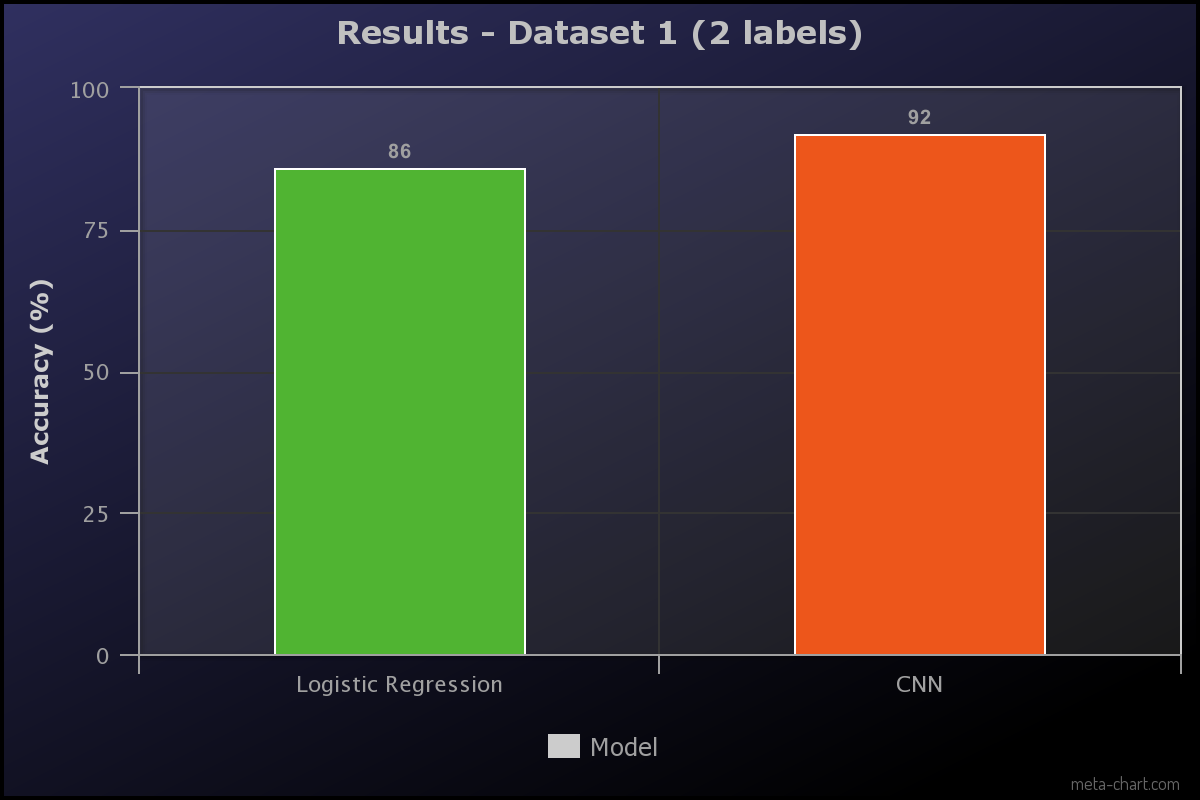 Results - Dataset 1 (2 labels)
100
75
50
25
0
Accuracy (%)
86
92
Logistic Regression
CNN
Model
meta-chart.com